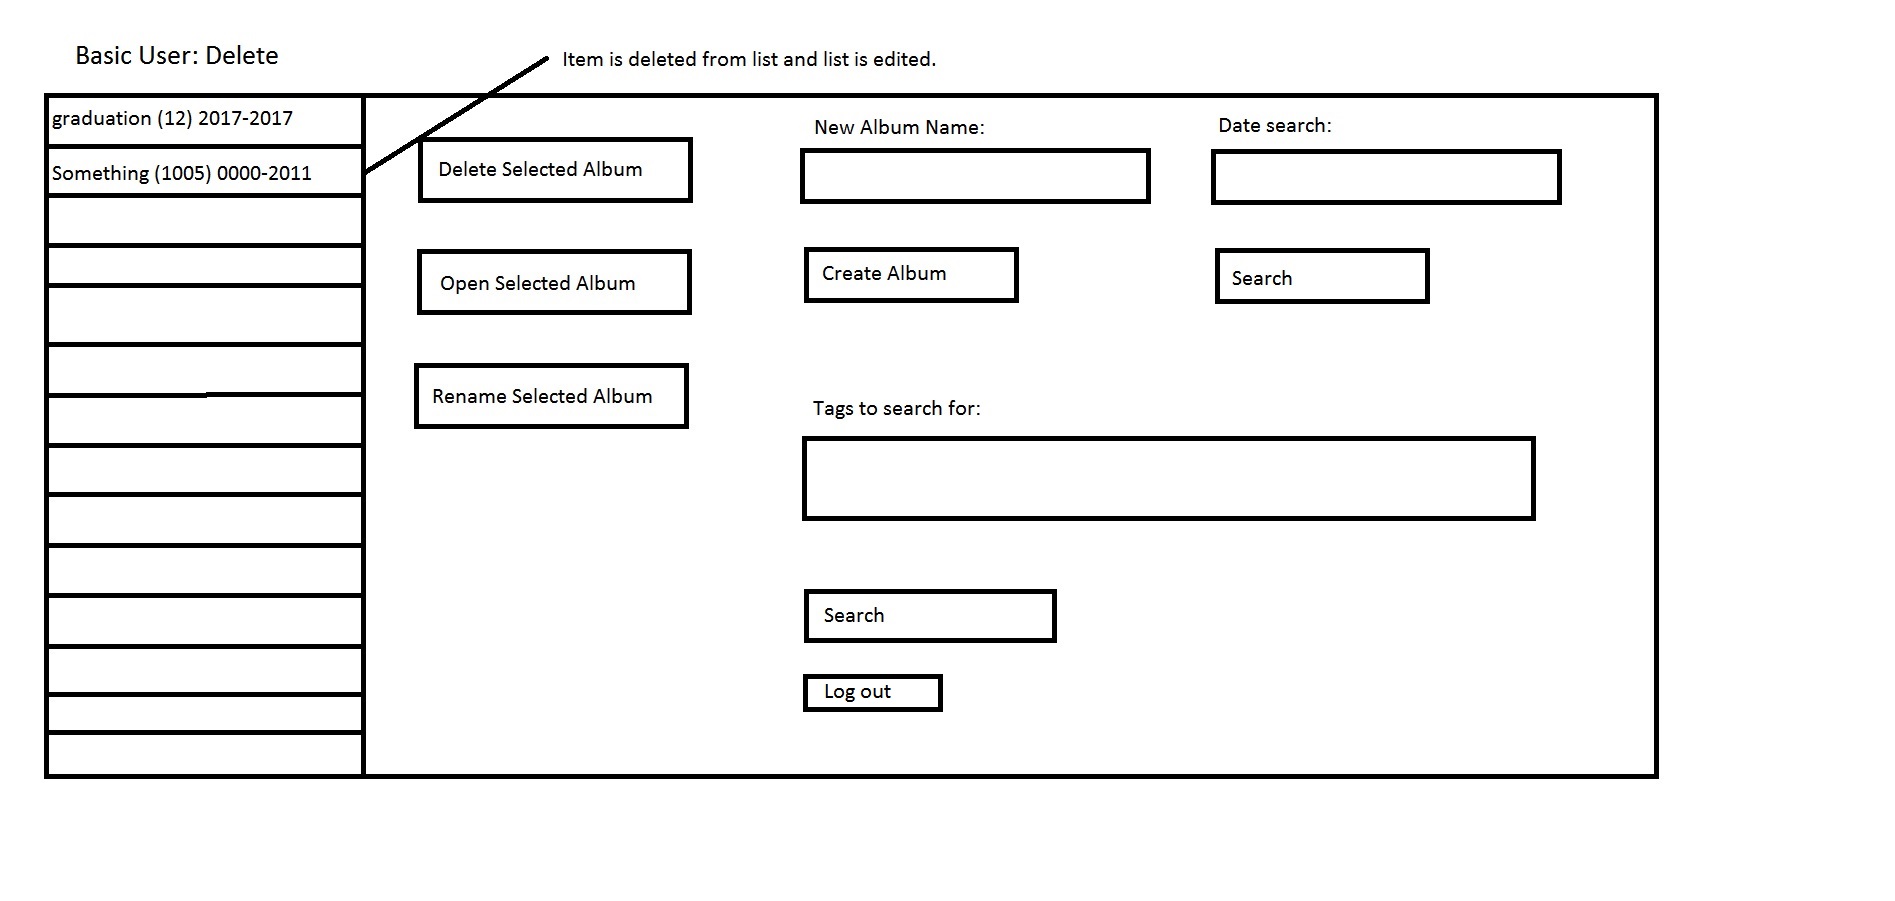 Basic User: Delete
Item is deleted from list and list is edited.
graduation (12) 2017-2017
Something (1005) 0000-2011
Delete Selected Album
Open Selected Album
Rename Selected Album
New Album Name:
Create Album
Date search:
Search
Tags to search for:
Search
Log out